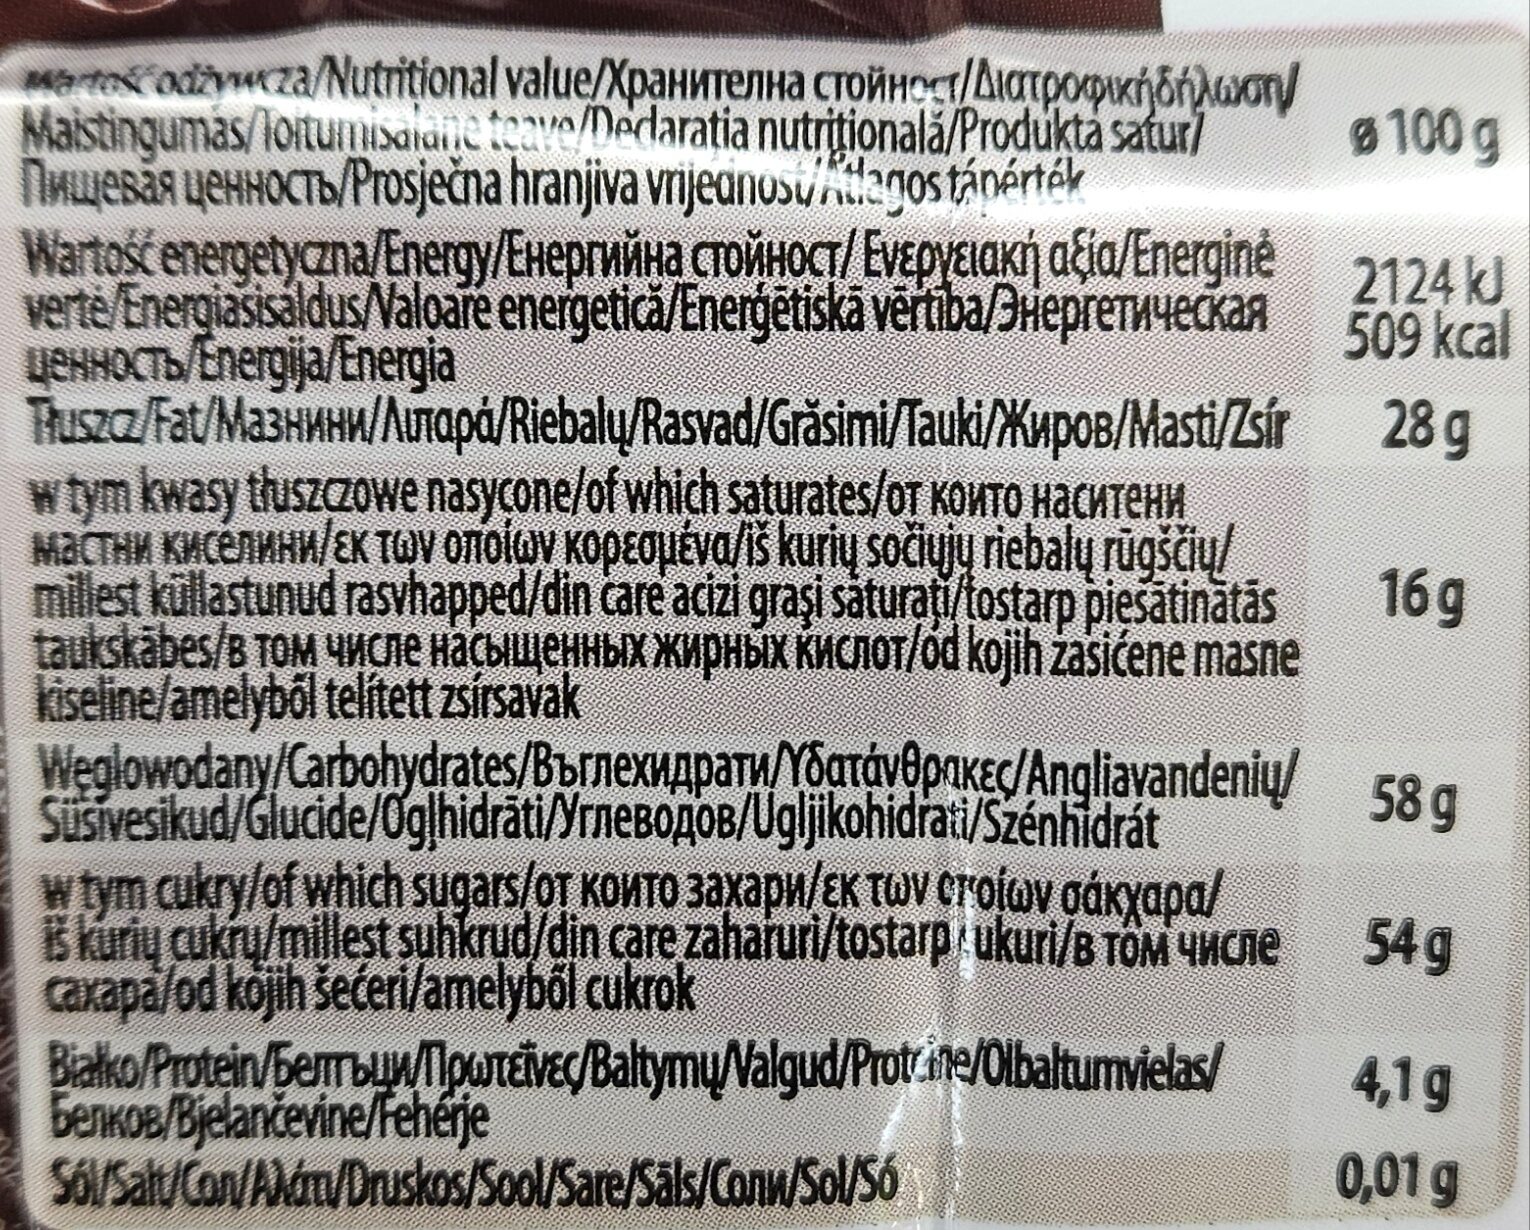 Wartość odżywcza/Nutritional value/Хранителна стойност/Διατροφική δήλωση/
Maistingumas/Toitumisalane teave/Declarația nutrițională/Produkta satur/
Пищевая ценность/Prosječna hranjiva vrijednost/Átlagos tápérték
ø 100 g
Wartość energetyczna/Energy/Енергийна стойност/ Ενεργειακή αξία/Energinė
vertė/Energiasisaldus/Valoare energetică/Enerģētiskā vērtība/Энергетическая
ценность/Energija/Energia
2124 kJ
509 kcal
Tłuszcz/Fat/Мазнини/Λιπαρά/Riebalų/Rasvad/Grăsimi/Tauki/Жиров/Masti/Zsír
28 g
w tym kwasy tłuszczowe nasycone/of which saturates/от които наситени
мастни киселини/εκ των οποίων κορεσμένα/iš kurių sočiųjų riebalų rūgščių/
millest küllastunud rasvhapped/din care acizi grași saturați/tostarp piesātinātās
taukskābes/в том числе насыщенных жирных кислот/od kojih zasićene masne
kiseline/amelyből telített zsírsavak
16 g
Węglowodany/Carbohydrates/Въглехидрати/Υδατάνθρακες/Angliavandenių/
Süsivesikud/Glucide/Ogļhidrāti/Углеводов/Ugljikohidrati/Szénhidrát
58 g
w tym cukry/of which sugars/от които захари/εκ των οποίων σάκχαρα/
iš kurių cukrų/millest suhkrud/din care zaharuri/tostarp cukuri/в том числе
сахара/od kojih šećeri/amelyből cukrok
54 g
Białko/Protein/Белтъци/Πρωτεΐνες/Baltymų/Valgud/Proteine/Olbaltumvielas/
Белков/Bjelančevine/Fehérje
4,1 g
Sól/Salt/Сол/Αλάτι/Druskos/Sool/Sare/Sāls/Соли/Sol/Só
0,01 g